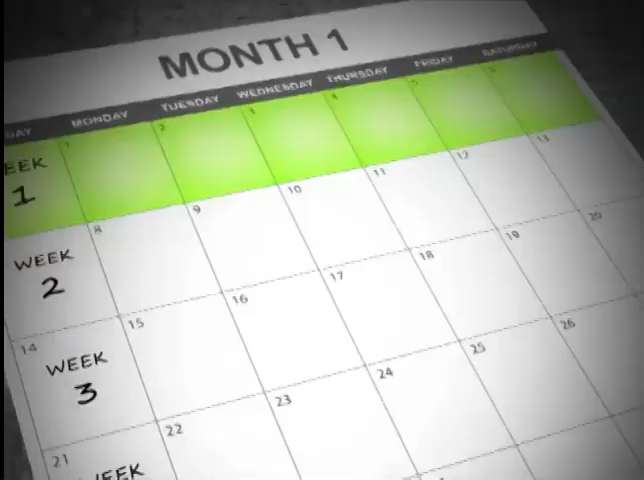 MONTH 1
DAY MONDAY TUESDAY WEDNESDAY THURSDAY FRIDAY SATURDAY
1 2 3 4 5 6
EEK
1
8 9 10 11 12 13
WEEK
2
14 15 16 17 18 19 20
WEEK
3
21 22 23 24 25 26
WEEK